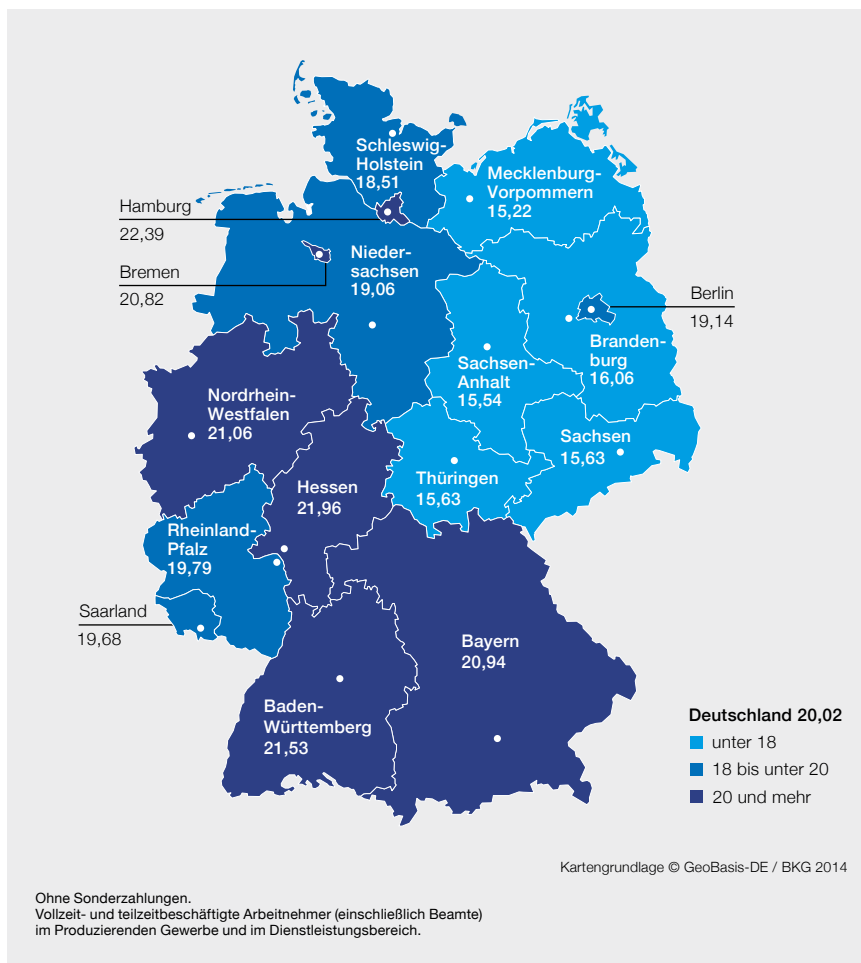 Schleswig-
Holstein
18,51
Mecklenburg-
Vorpommern
15,22
Hamburg
22,39
Bremen
20,82
Nieder-
sachsen
19,06
Berlin
19,14
Branden-
burg
16,06
Sachsen-
Anhalt
15,54
Nordrhein-
Westfalen
21,06
Sachsen
15,63
Thüringen
15,63
Hessen
21,96
Rheinland-
Pfalz
19,79
Saarland
19,68
Bayern
20,94
Baden-
Württemberg
21,53
Deutschland 20,02
unter 18
18 bis unter 20
20 und mehr
Kartengrundlage © GeoBasis-DE / BKG 2014
Ohne Sonderzahlungen.
Vollzeit- und teilzeitbeschäftigte Arbeitnehmer (einschließlich Beamte)
im Produzierenden Gewerbe und im Dienstleistungsbereich.